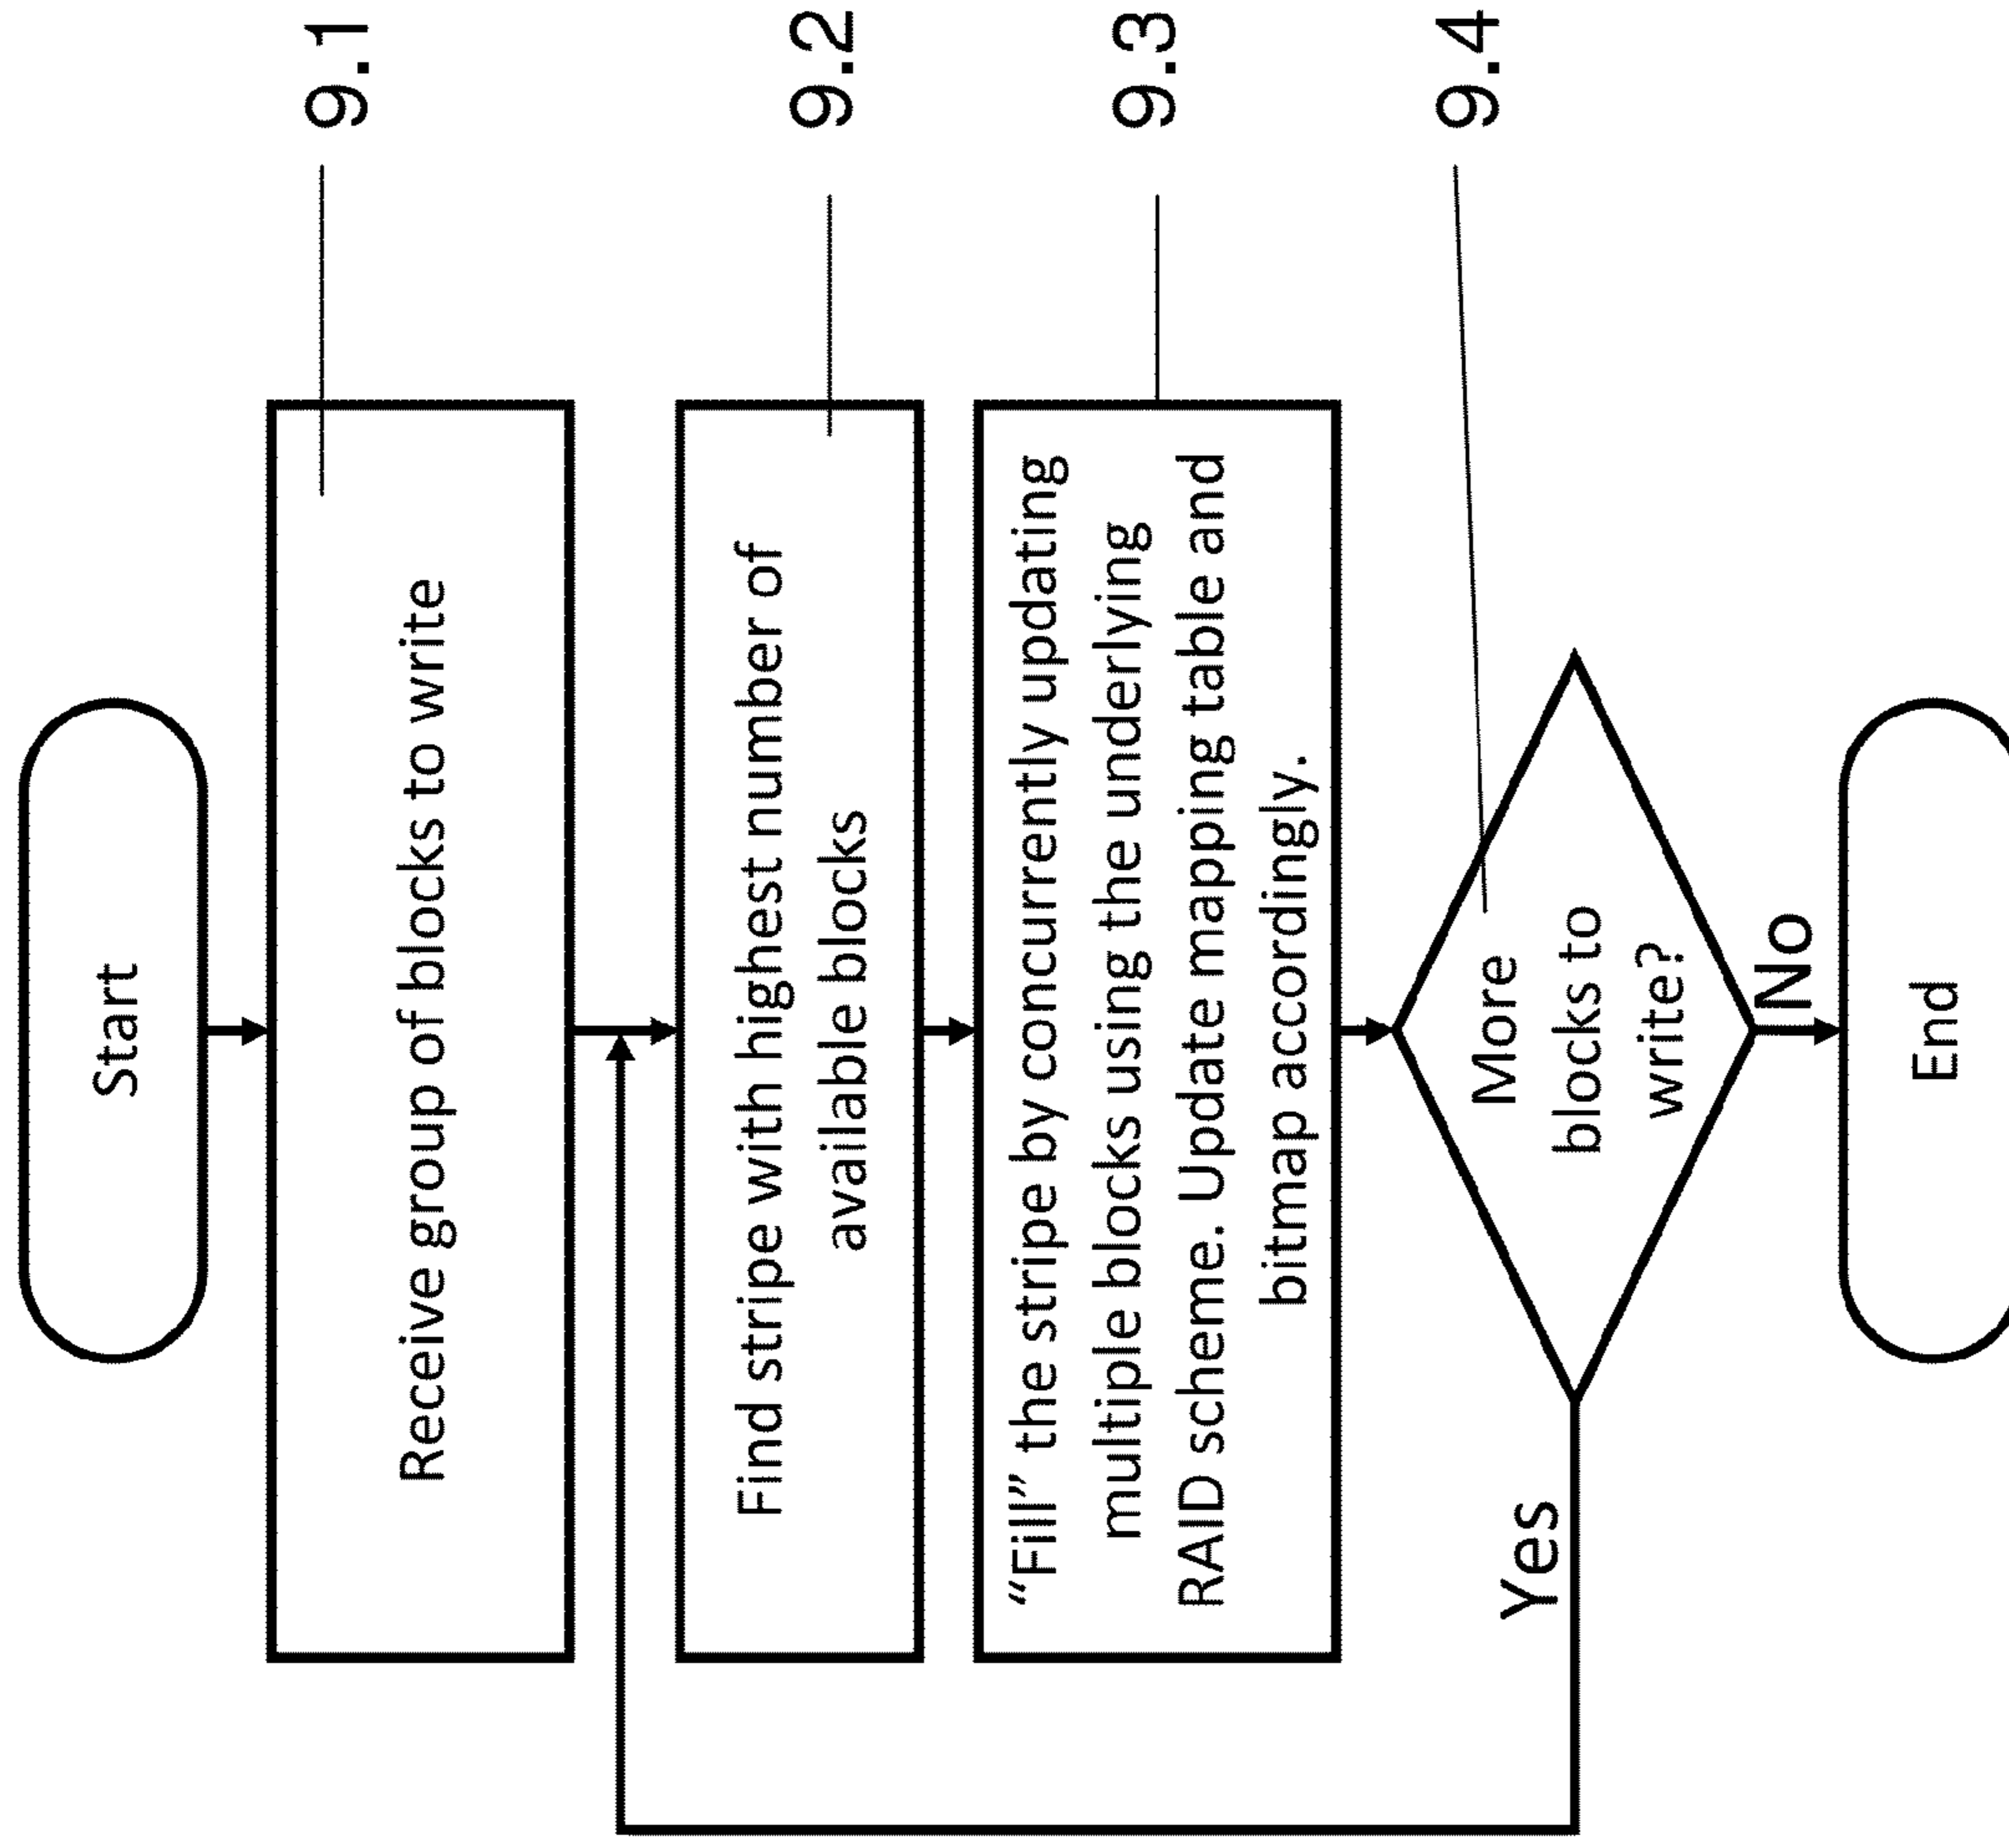 Start
Receive group of blocks to write
9.1
Find stripe with highest number of
available blocks
9.2
“Fill” the stripe by concurrently updating
multiple blocks using the underlying
RAID scheme. Update mapping table and
bitmap accordingly.
9.3
More
blocks to
write?
9.4
Yes
No
End